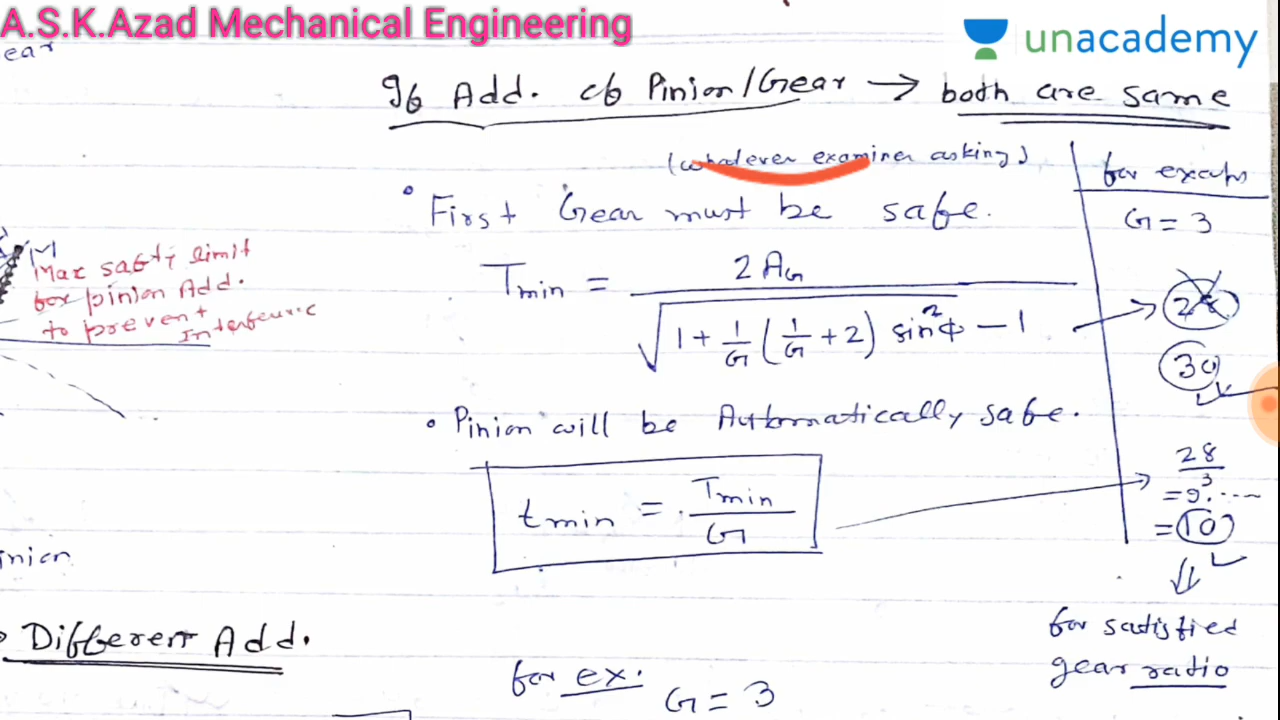 A.S.K.Azad Mechanical Engineering
unacademy
ear
If Add. of Pinion/Gear → both are same
(whatever examiner asking)
• First Gear must be safe.
Tmin = 2 AG / √(1 + 1/G (1/G + 2) sin²φ) − 1
• Pinion will be Automatically safe.
tmin = Tmin / G
for
G = 3
30
28 / 3
= 9.....
= 10
⇓
for satisfied
gear ratio
Max safety limit
for pinion Add.
to prevent
Interference
inion
Different Add.
for ex.
G = 3